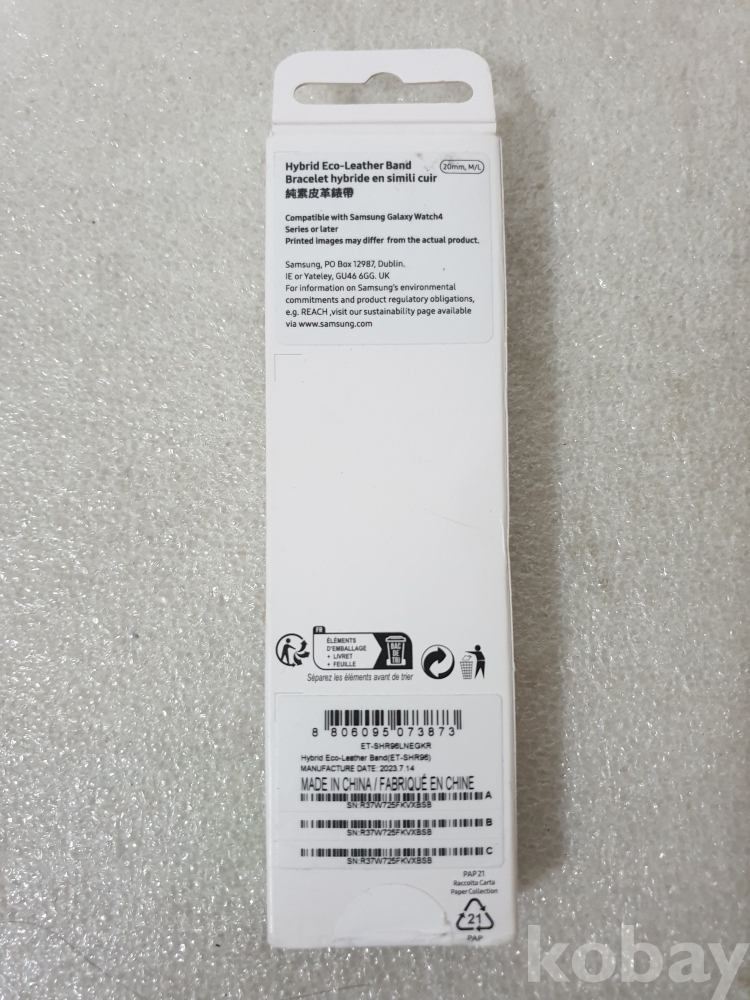 Hybrid Eco-Leather Band
20mm, M/L
Bracelet hybride en simili cuir
純素皮革錶帶
Compatible with Samsung Galaxy Watch4
Series or later
Printed images may differ from the actual product.
Samsung, PO Box 12987, Dublin.
IE or Yateley, GU46 6GG. UK
For information on Samsung's environmental
commitments and product regulatory obligations,
e.g. REACH ,visit our sustainability page available
via www.samsung.com
FR
ÉLÉMENTS
D'EMBALLAGE
+ LIVRET
+ FEUILLE
BAC
DE
TRI
Séparez les éléments avant de trier
8 806095 073873
ET-SHR96LNEGKR
Hybrid Eco-Leather Band(ET-SHR96)
MANUFACTURE DATE: 2023.7.14
MADE IN CHINA / FABRIQUÉ EN CHINE
A
SN:R37W725FKVXBSB
B
SN:R37W725FKVXBSB
C
SN:R37W725FKVXBSB
PAP 21
Raccolta Carta
Paper Collection
21
PAP
kobay